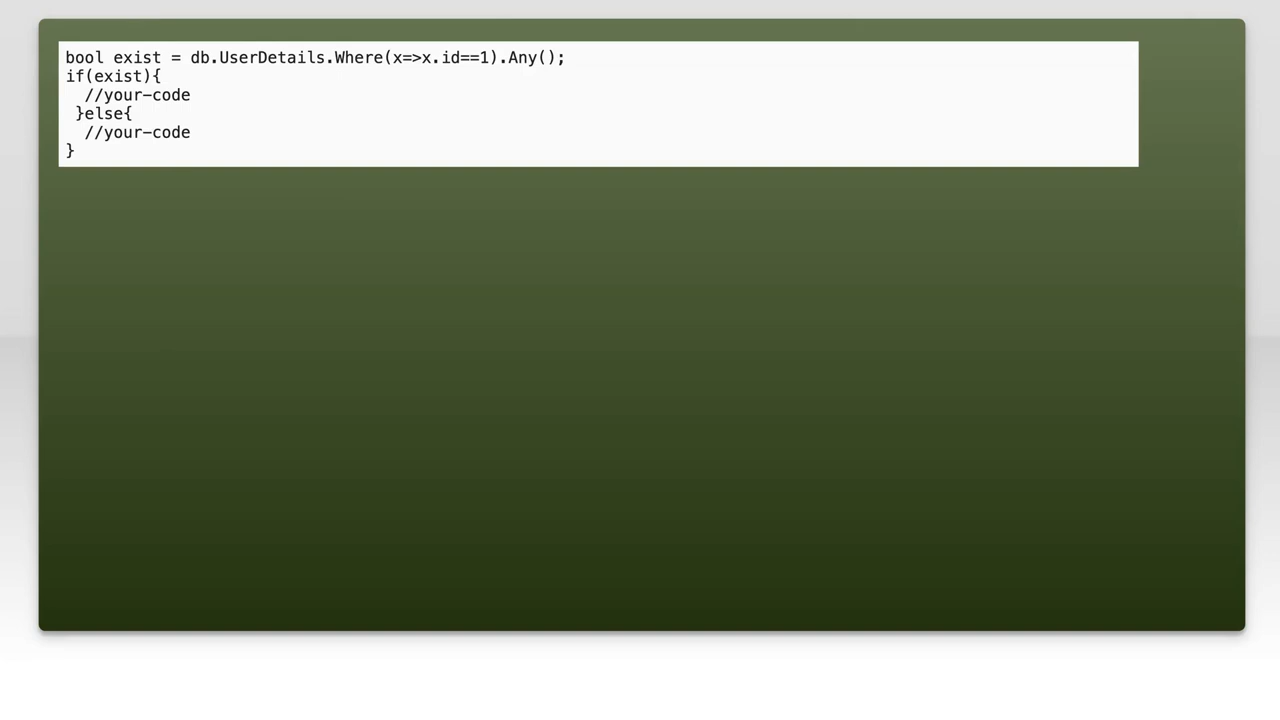 bool exist = db.UserDetails.Where(x=>x.id==1).Any();
if(exist){
  //your-code
 }else{
  //your-code
}